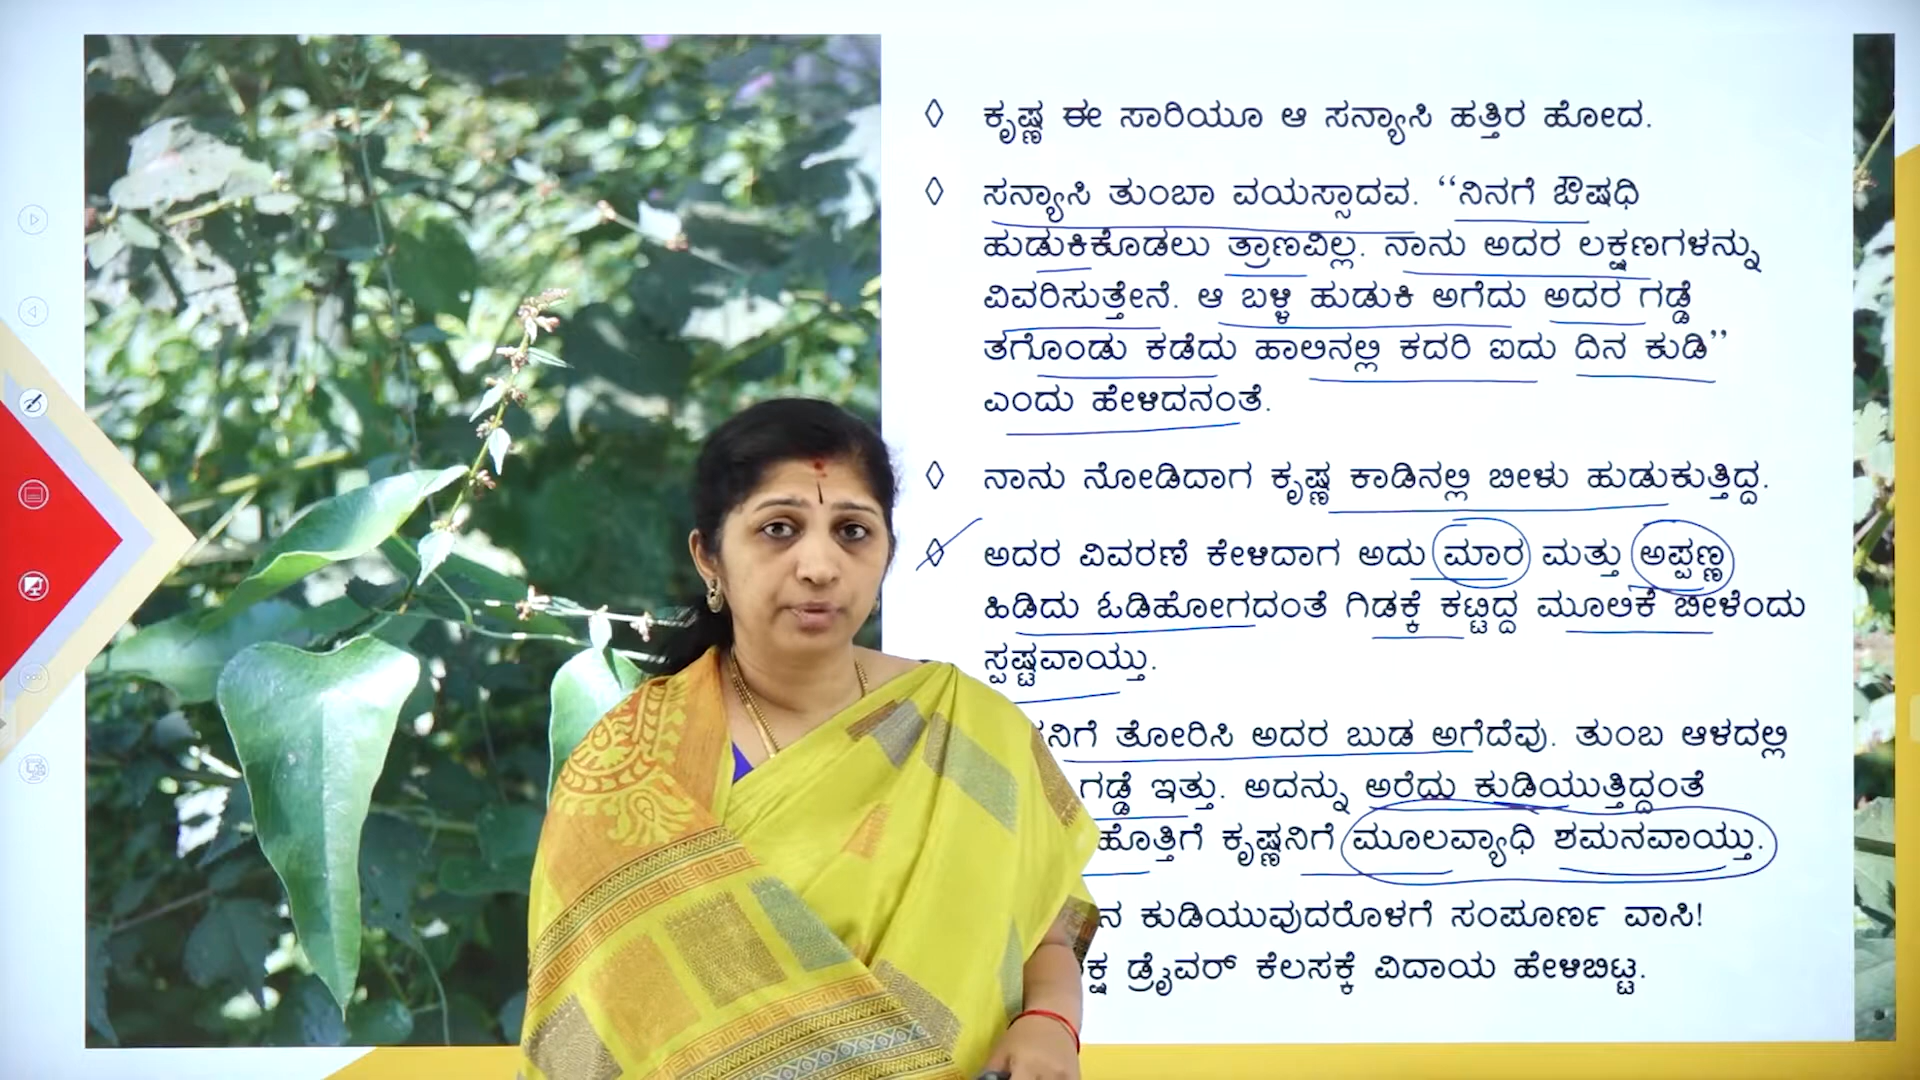 ಕೃಷ್ಣ ಈ ಸಾರಿಯೂ ಆ ಸನ್ಯಾಸಿ ಹತ್ತಿರ ಹೋದ.
ಸನ್ಯಾಸಿ ತುಂಬಾ ವಯಸ್ಸಾದವ. “ನಿನಗೆ ಔಷಧಿ
ಹುಡುಕಿಕೊಡಲು ತ್ರಾಣವಿಲ್ಲ. ನಾನು ಅದರ ಲಕ್ಷಣಗಳನ್ನು
ವಿವರಿಸುತ್ತೇನೆ. ಆ ಬಳ್ಳಿ ಹುಡುಕಿ ಅಗೆದು ಅದರ ಗಡ್ಡೆ
ತಗೊಂಡು ಕಡೆದು ಹಾಲಿನಲ್ಲಿ ಕದರಿ ಐದು ದಿನ ಕುಡಿ”
ಎಂದು ಹೇಳಿದನಂತೆ.
ನಾನು ನೋಡಿದಾಗ ಕೃಷ್ಣ ಕಾಡಿನಲ್ಲಿ ಬೀಳು ಹುಡುಕುತ್ತಿದ್ದ.
ಅದರ ವಿವರಣೆ ಕೇಳಿದಾಗ ಅದು ಮಾರ ಮತ್ತು ಅಪ್ಪಣ್ಣ
ಹಿಡಿದು ಓಡಿಹೋಗದಂತೆ ಗಿಡಕ್ಕೆ ಕಟ್ಟಿದ್ದ ಮೂಲಿಕೆ ಬೀಳೆಂದು
ಸ್ಪಷ್ಟವಾಯ್ತು.
ನಿಗೆ ತೋರಿಸಿ ಅದರ ಬುಡ ಅಗೆದೆವು. ತುಂಬ ಆಳದಲ್ಲಿ
ಗಡ್ಡೆ ಇತ್ತು. ಅದನ್ನು ಅರೆದು ಕುಡಿಯುತ್ತಿದ್ದಂತೆ
ಹೊತ್ತಿಗೆ ಕೃಷ್ಣನಿಗೆ ಮೂಲವ್ಯಾಧಿ ಶಮನವಾಯ್ತು.
ನ ಕುಡಿಯುವುದರೊಳಗೆ ಸಂಪೂರ್ಣ ವಾಸಿ!
ಕ್ಷ ಡ್ರೈವರ್ ಕೆಲಸಕ್ಕೆ ವಿದಾಯ ಹೇಳಿಬಿಟ್ಟ.